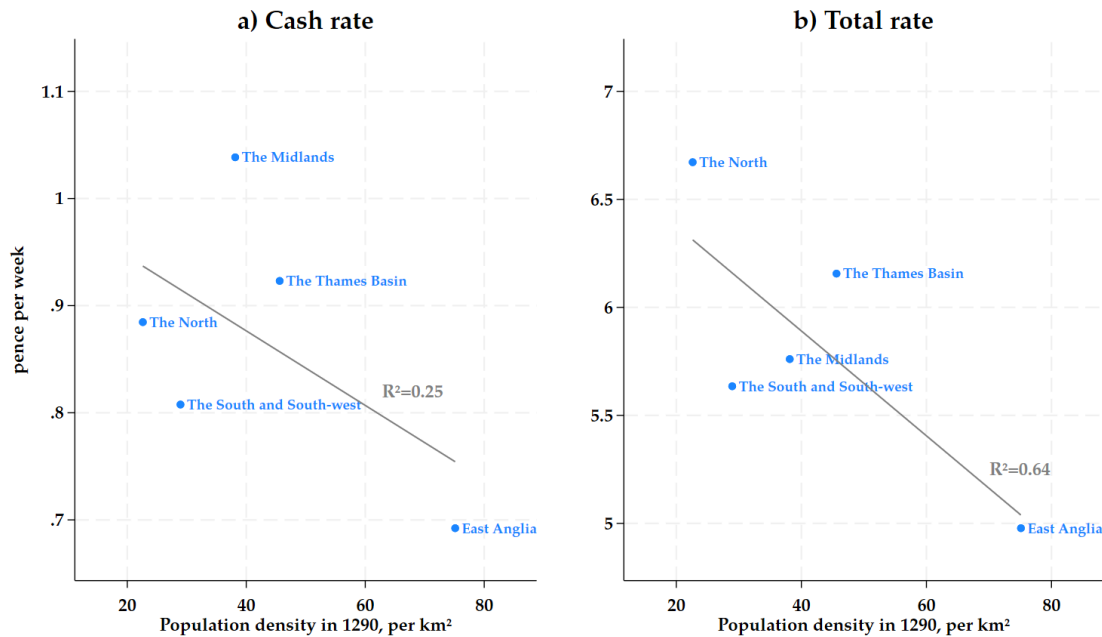 a) Cash rate
pence per week
1.1
1
.9
.8
.7
The Midlands
The Thames Basin
The North
The South and South-west
R²=0.25
East Anglia
20 40 60 80
Population density in 1290, per km²
b) Total rate
7
6.5
6
5.5
5
The North
The Thames Basin
The Midlands
The South and South-west
R²=0.64
East Anglia
20 40 60 80
Population density in 1290, per km²